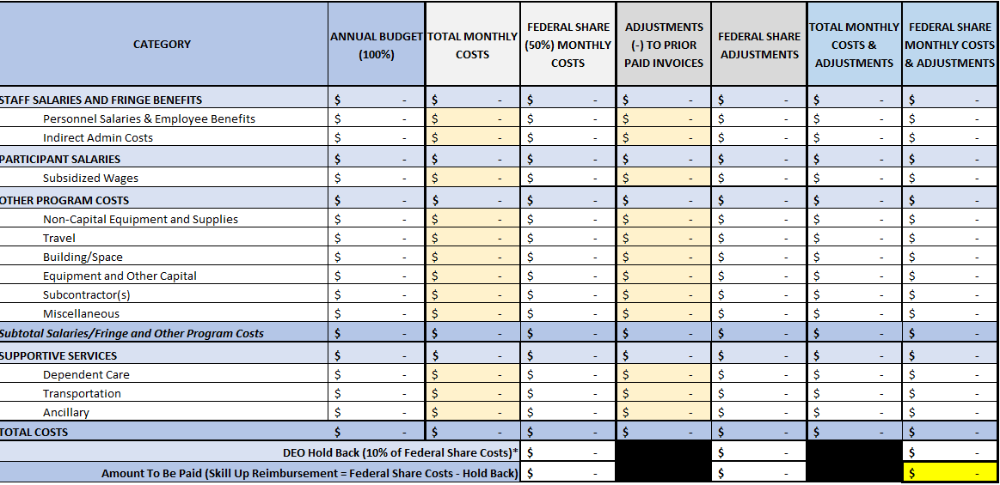 CATEGORY
ANNUAL BUDGET
(100%)
TOTAL MONTHLY
COSTS
FEDERAL SHARE
(50%) MONTHLY
COSTS
ADJUSTMENTS
(-) TO PRIOR
PAID INVOICES
FEDERAL SHARE
ADJUSTMENTS
TOTAL MONTHLY
COSTS &
ADJUSTMENTS
FEDERAL SHARE
MONTHLY COSTS
& ADJUSTMENTS
STAFF SALARIES AND FRINGE BENEFITS $ - $ - $ - $ - $ - $ - $ -
Personnel Salaries & Employee Benefits $ - $ - $ - $ - $ - $ - $ -
Indirect Admin Costs $ - $ - $ - $ - $ - $ - $ -
PARTICIPANT SALARIES $ - $ - $ - $ - $ - $ - $ -
Subsidized Wages $ - $ - $ - $ - $ - $ - $ -
OTHER PROGRAM COSTS $ - $ - $ - $ - $ - $ - $ -
Non-Capital Equipment and Supplies $ - $ - $ - $ - $ - $ - $ -
Travel $ - $ - $ - $ - $ - $ - $ -
Building/Space $ - $ - $ - $ - $ - $ - $ -
Equipment and Other Capital $ - $ - $ - $ - $ - $ - $ -
Subcontractor(s) $ - $ - $ - $ - $ - $ - $ -
Miscellaneous $ - $ - $ - $ - $ - $ - $ -
Subtotal Salaries/Fringe and Other Program Costs $ - $ - $ - $ - $ - $ - $ -
SUPPORTIVE SERVICES $ - $ - $ - $ - $ - $ - $ -
Dependent Care $ - $ - $ - $ - $ - $ - $ -
Transportation $ - $ - $ - $ - $ - $ - $ -
Ancillary $ - $ - $ - $ - $ - $ - $ -
TOTAL COSTS $ - $ - $ - $ - $ - $ - $ -
DEO Hold Back (10% of Federal Share Costs)* $ - $ - $ -
Amount To Be Paid (Skill Up Reimbursement = Federal Share Costs - Hold Back) $ - $ - $ -